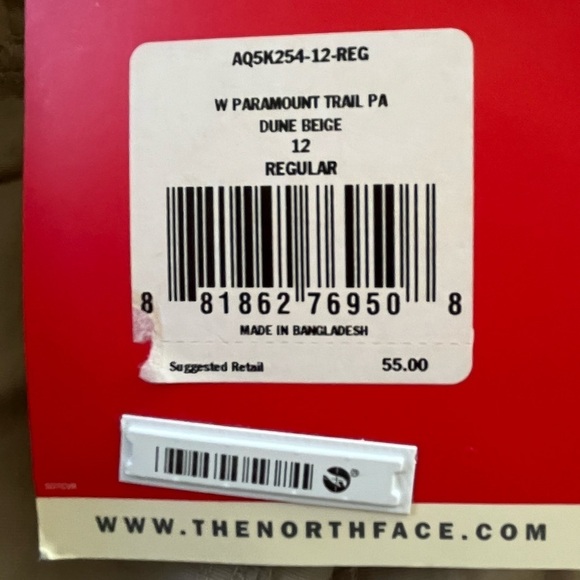 AQ5K254-12-REG
W PARAMOUNT TRAIL PA
DUNE BEIGE
12
REGULAR
8 81862 76950 8
MADE IN BANGLADESH
Suggested Retail 55.00
WWW.THENORTHFACE.COM